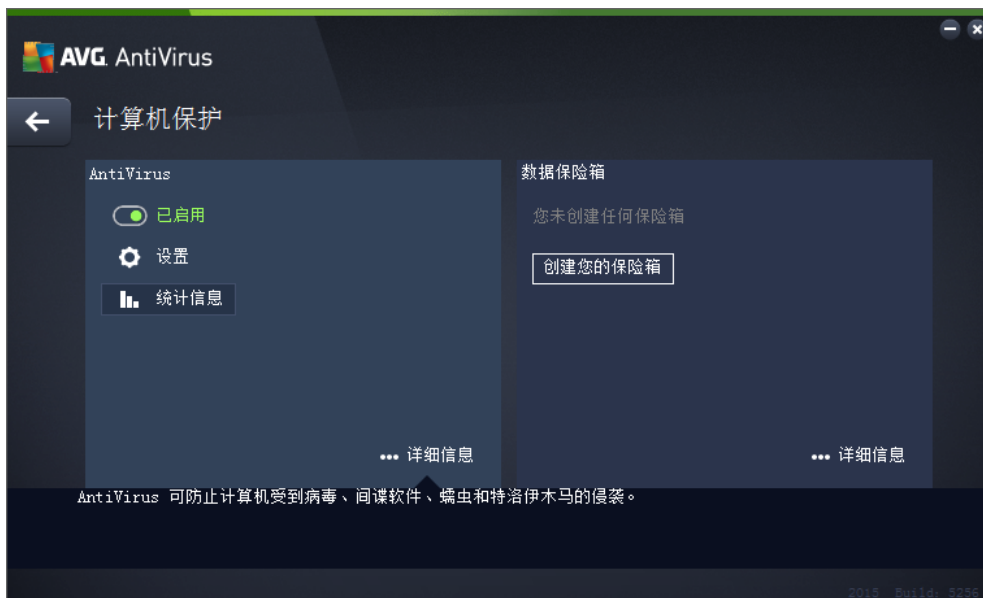 AVG. AntiVirus
计算机保护
AntiVirus
已启用
设置
统计信息
••• 详细信息
数据保险箱
您未创建任何保险箱
创建您的保险箱
••• 详细信息
AntiVirus 可防止计算机受到病毒、间谍软件、蠕虫和特洛伊木马的侵袭。
2015 Build: 5256